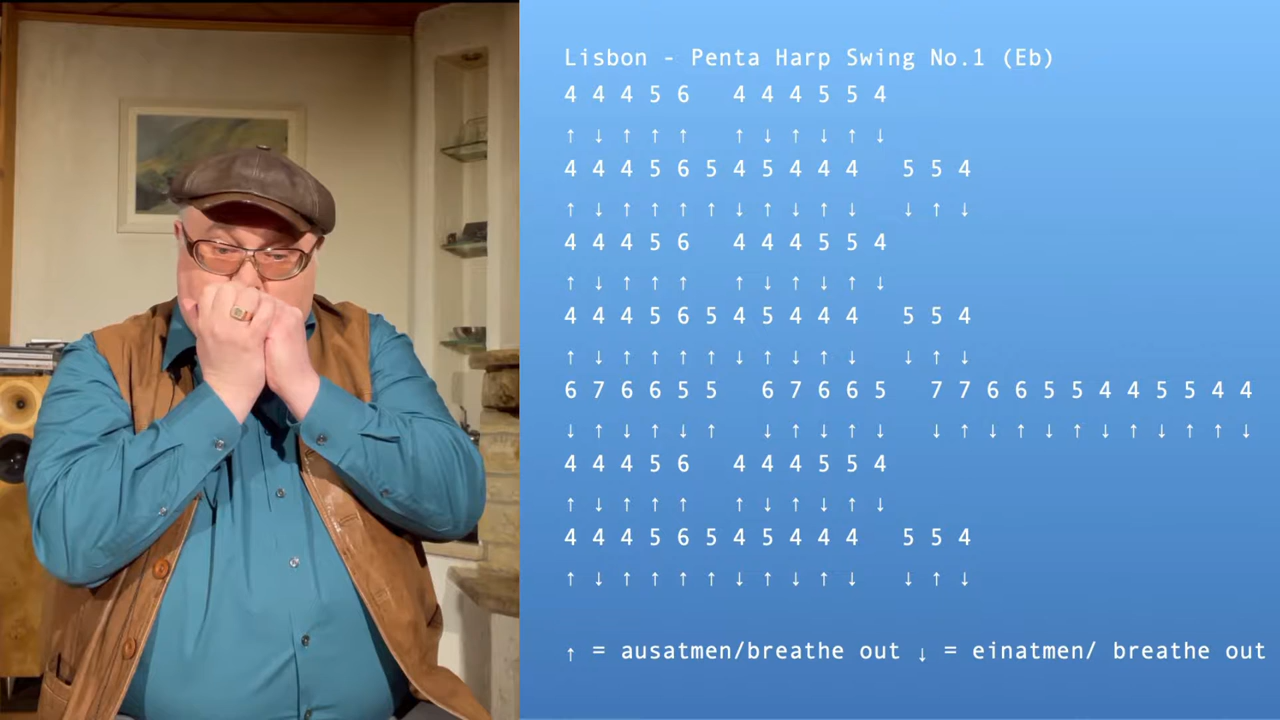 Lisbon - Penta Harp Swing No.1 (Eb)
4 4 4 5 6   4 4 4 5 5 4
↑ ↓ ↑ ↑ ↑   ↑ ↓ ↑ ↓ ↑ ↓
4 4 4 5 6 5 4 5 4 4 4   5 5 4
↑ ↓ ↑ ↑ ↑ ↑ ↓ ↑ ↓ ↑ ↓   ↓ ↑ ↓
4 4 4 5 6   4 4 4 5 5 4
↑ ↓ ↑ ↑ ↑   ↑ ↓ ↑ ↓ ↑ ↓
4 4 4 5 6 5 4 5 4 4 4   5 5 4
↑ ↓ ↑ ↑ ↑ ↑ ↓ ↑ ↓ ↑ ↓   ↓ ↑ ↓
6 7 6 6 5 5   6 7 6 6 5   7 7 6 6 5 5 4 4 5 5 4 4
↓ ↑ ↓ ↑ ↓ ↑   ↓ ↑ ↓ ↑ ↓   ↓ ↑ ↓ ↑ ↓ ↑ ↓ ↑ ↓ ↑ ↑ ↓
4 4 4 5 6   4 4 4 5 5 4
↑ ↓ ↑ ↑ ↑   ↑ ↓ ↑ ↓ ↑ ↓
4 4 4 5 6 5 4 5 4 4 4   5 5 4
↑ ↓ ↑ ↑ ↑ ↑ ↓ ↑ ↓ ↑ ↓   ↓ ↑ ↓
↑ = ausatmen/breathe out ↓ = einatmen/ breathe out